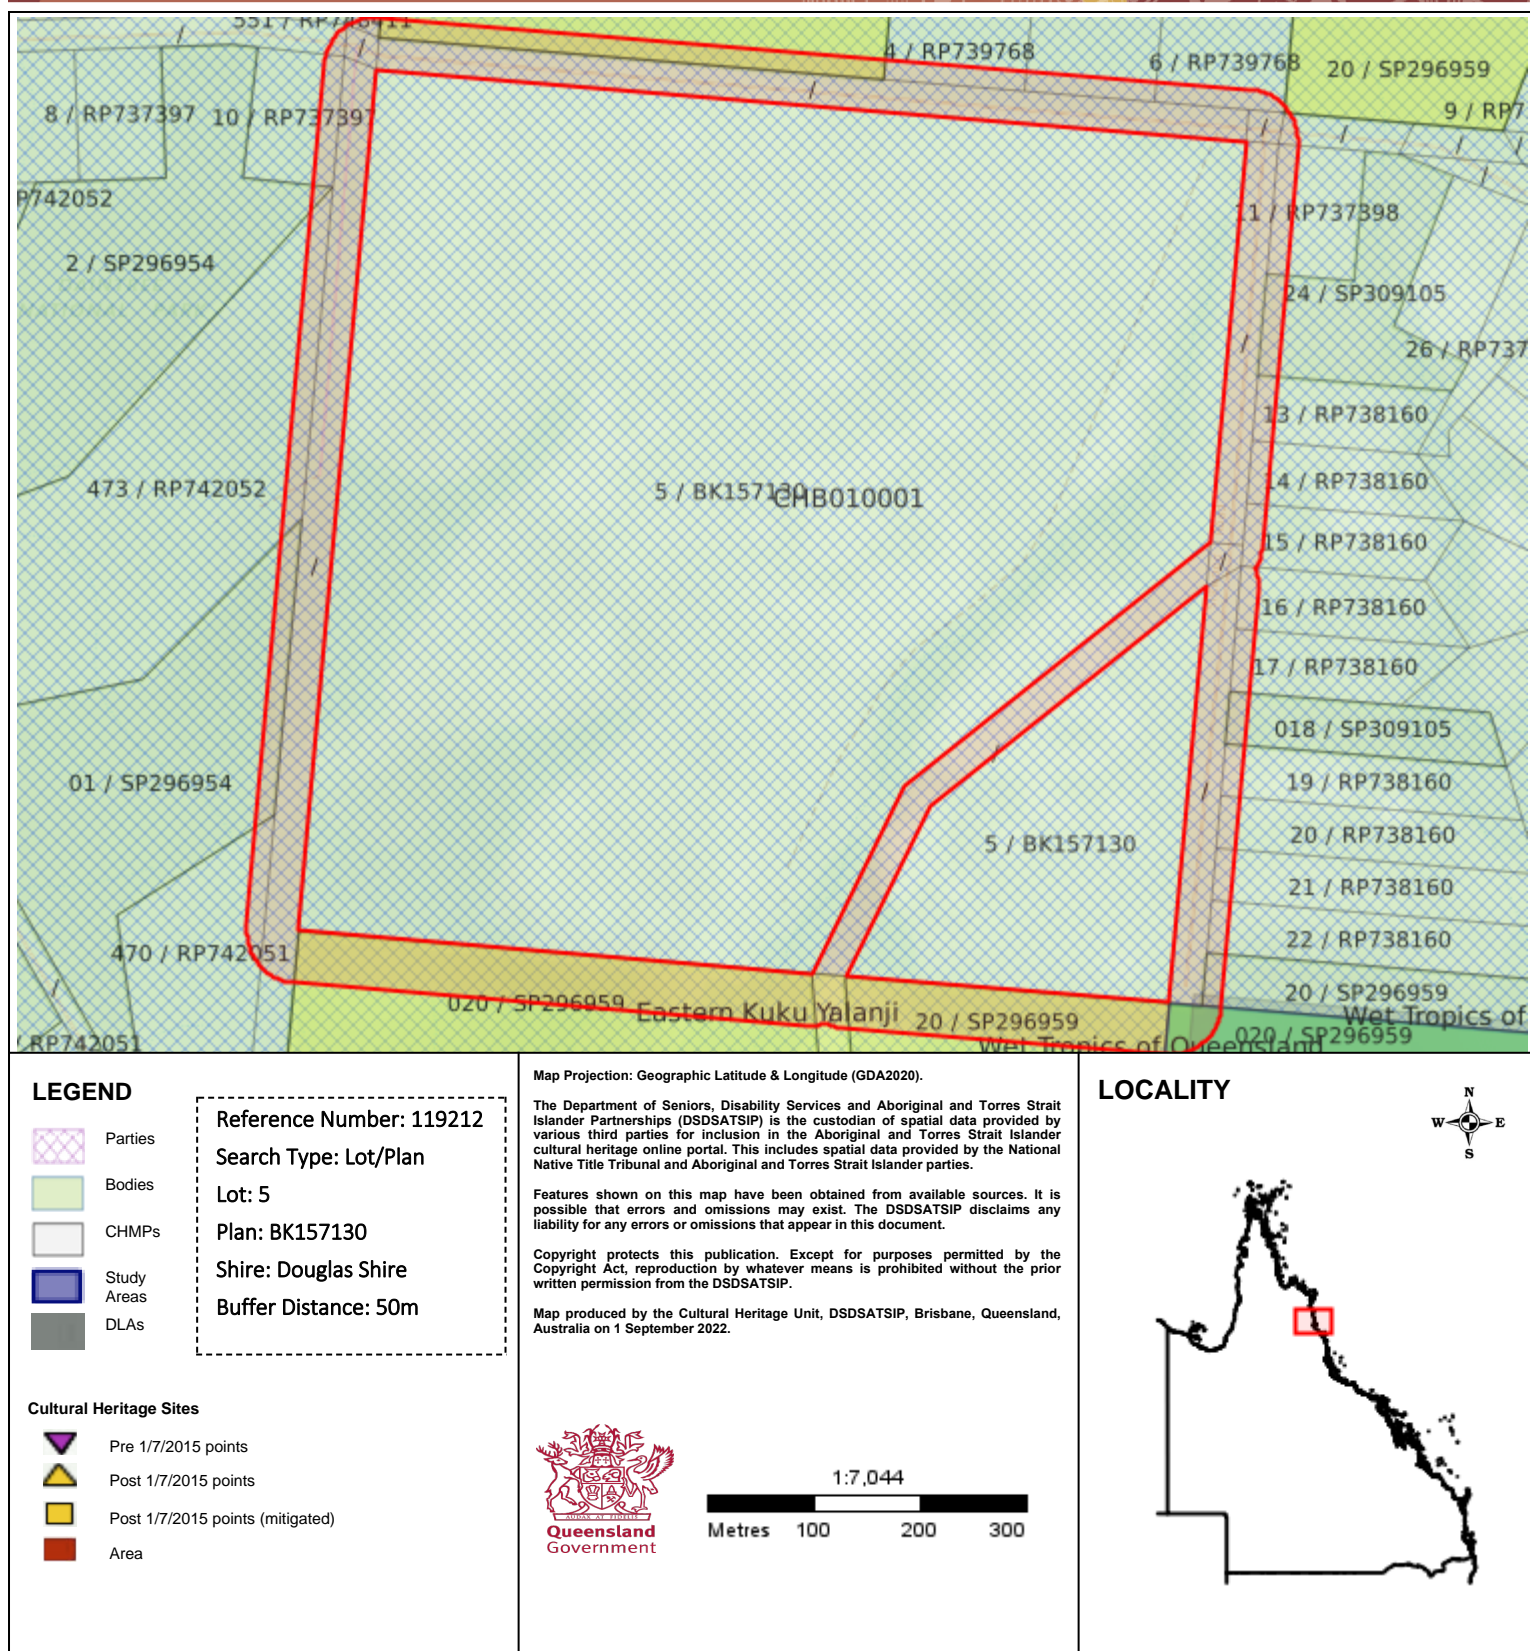 551 / RP748011
4 / RP739768
6 / RP739768
20 / SP296959
8 / RP737397
10 / RP737397
9 / RP7
P742052
11 / RP737398
2 / SP296954
24 / SP309105
26 / RP737
13 / RP738160
473 / RP742052
5 / BK157130
CHB010001
14 / RP738160
15 / RP738160
16 / RP738160
17 / RP738160
018 / SP309105
01 / SP296954
19 / RP738160
20 / RP738160
5 / BK157130
21 / RP738160
22 / RP738160
470 / RP742051
020 / SP296959
Eastern Kuku Yalanji
20 / SP296959
20 / SP296959
Wet Tropics of
/ RP742051
Wet Tropics of Queensland
020 / SP296959
LEGEND
Parties
Bodies
CHMPs
Study
Areas
DLAs
Reference Number: 119212
Search Type: Lot/Plan
Lot: 5
Plan: BK157130
Shire: Douglas Shire
Buffer Distance: 50m
Cultural Heritage Sites
Pre 1/7/2015 points
Post 1/7/2015 points
Post 1/7/2015 points (mitigated)
Area
Map Projection: Geographic Latitude & Longitude (GDA2020).
The Department of Seniors, Disability Services and Aboriginal and Torres Strait
Islander Partnerships (DSDSATSIP) is the custodian of spatial data provided by
various third parties for inclusion in the Aboriginal and Torres Strait Islander
cultural heritage online portal. This includes spatial data provided by the National
Native Title Tribunal and Aboriginal and Torres Strait Islander parties.
Features shown on this map have been obtained from available sources. It is
possible that errors and omissions may exist. The DSDSATSIP disclaims any
liability for any errors or omissions that appear in this document.
Copyright protects this publication. Except for purposes permitted by the
Copyright Act, reproduction by whatever means is prohibited without the prior
written permission from the DSDSATSIP.
Map produced by the Cultural Heritage Unit, DSDSATSIP, Brisbane, Queensland,
Australia on 1 September 2022.
AUDAX AT FIDELIS
Queensland
Government
1:7,044
Metres 100 200 300
LOCALITY
N
W E
S